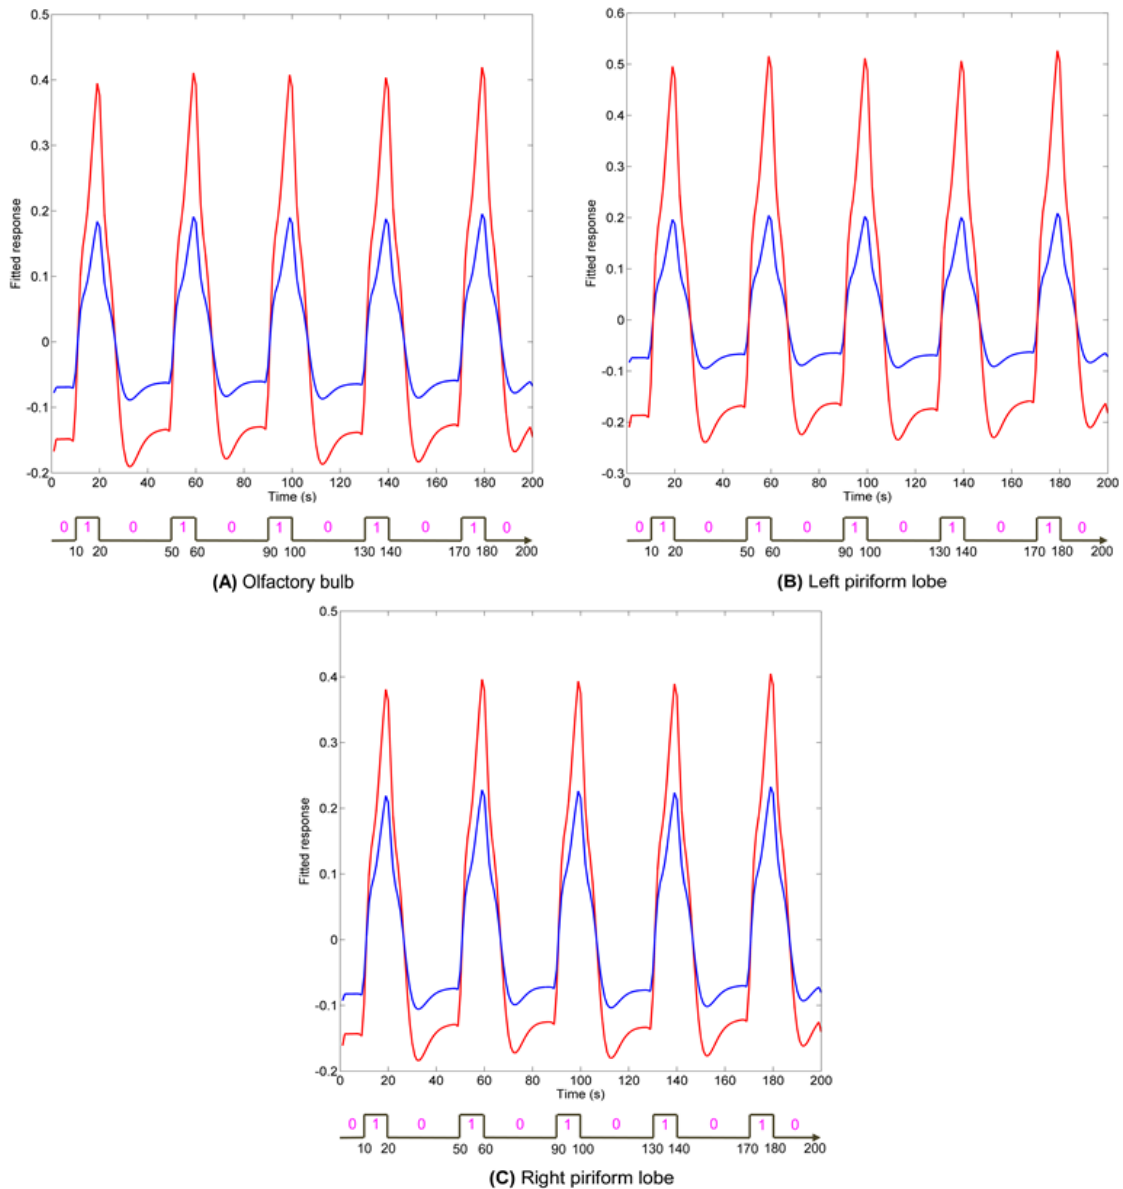 0.5
0.4
0.3
0.2
0.1
0
-0.1
-0.2
Fitted response
0 20 40 60 80 100 120 140 160 180 200
Time (s)
0 1 0 1 0 1 0 1 0 1 0
10 20 50 60 90 100 130 140 170 180 200
(A) Olfactory bulb
0.6
0.5
0.4
0.3
0.2
0.1
0
-0.1
-0.2
-0.3
Fitted response
0 20 40 60 80 100 120 140 160 180 200
Time (s)
0 1 0 1 0 1 0 1 0 1 0
10 20 50 60 90 100 130 140 170 180 200
(B) Left piriform lobe
0.5
0.4
0.3
0.2
0.1
0
-0.1
-0.2
Fitted response
0 20 40 60 80 100 120 140 160 180 200
Time (s)
0 1 0 1 0 1 0 1 0 1 0
10 20 50 60 90 100 130 140 170 180 200
(C) Right piriform lobe